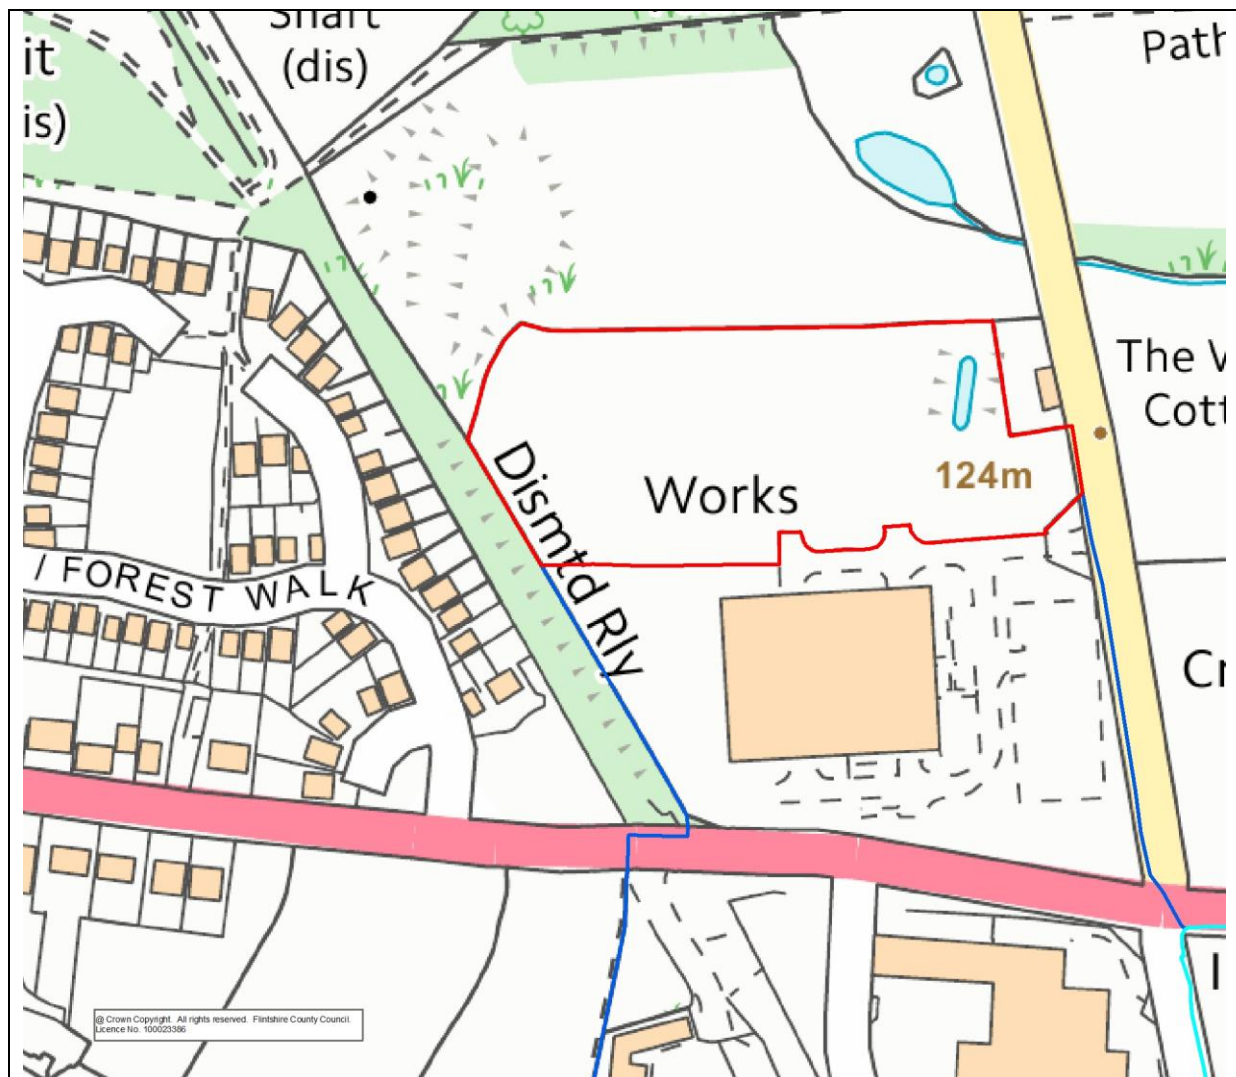 Shaft
(dis)
it
is)
Path
The
Cott
124m
Works
Dismtd Rly
/ FOREST WALK
@ Crown Copyright. All rights reserved. Flintshire County Council.
Licence No. 100023386